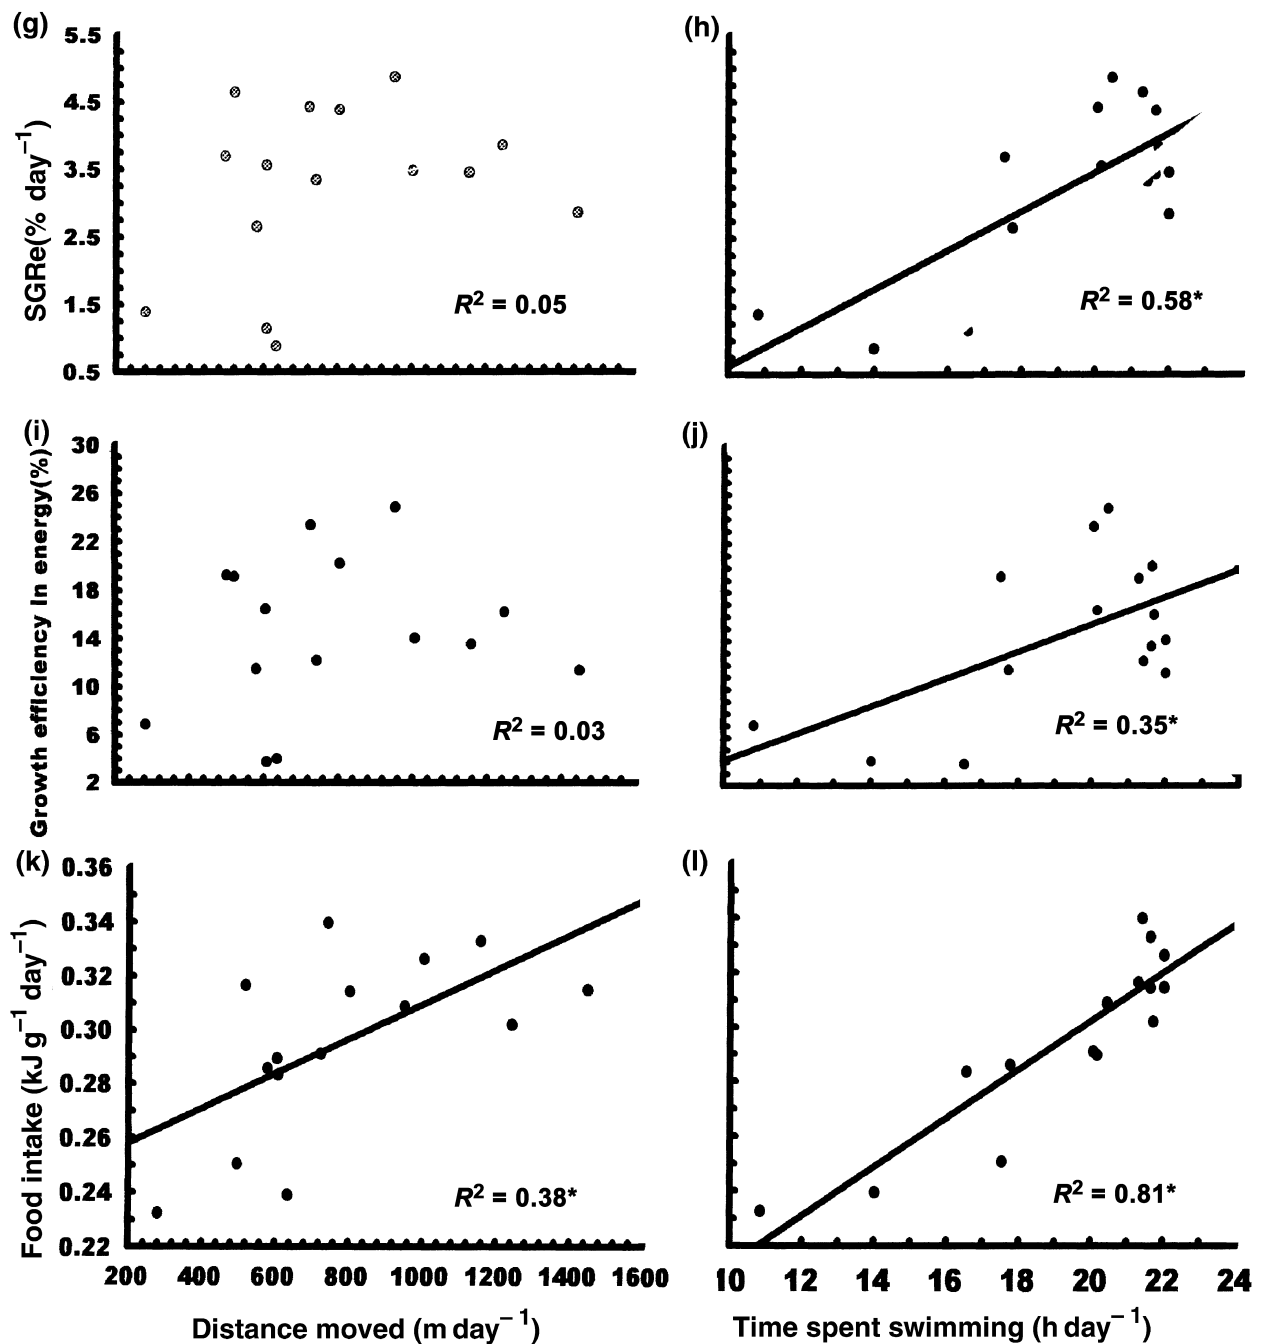 (g)
5.5
4.5
3.5
2.5
1.5
0.5
SGRe(% day⁻¹)
R² = 0.05
(h)
R² = 0.58*
(i)
30
26
22
18
14
10
6
2
Growth efficiency In energy(%)
R² = 0.03
(j)
R² = 0.35*
(k)
0.36
0.34
0.32
0.30
0.28
0.26
0.24
0.22
Food intake (kJ g⁻¹ day⁻¹)
R² = 0.38*
200 400 600 800 1000 1200 1400 1600
Distance moved (m day⁻¹)
(l)
R² = 0.81*
10 12 14 16 18 20 22 24
Time spent swimming (h day⁻¹)